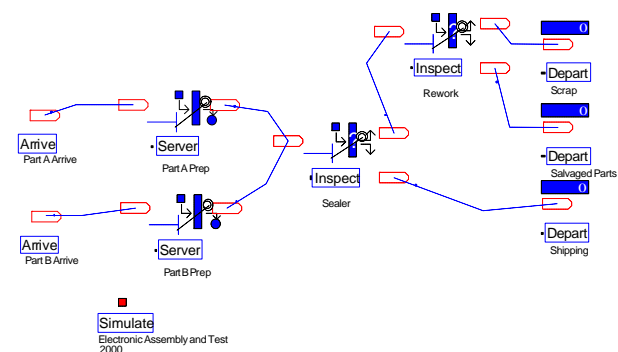 0
Inspect
Rework
Depart
Scrap
Arrive
Part A Arrive
Server
Part A Prep
0
Depart
Salvaged Parts
Inspect
Sealer
0
Depart
Shipping
Arrive
Part B Arrive
Server
Part B Prep
Simulate
Electronic Assembly and Test
2000